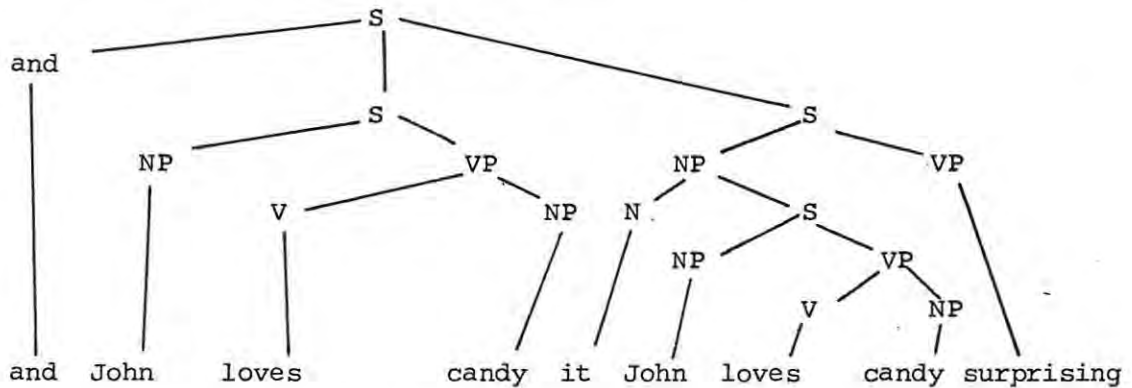 S
and
S S
NP VP NP VP
V NP N S
NP VP
V NP
and John loves candy it John loves candy surprising